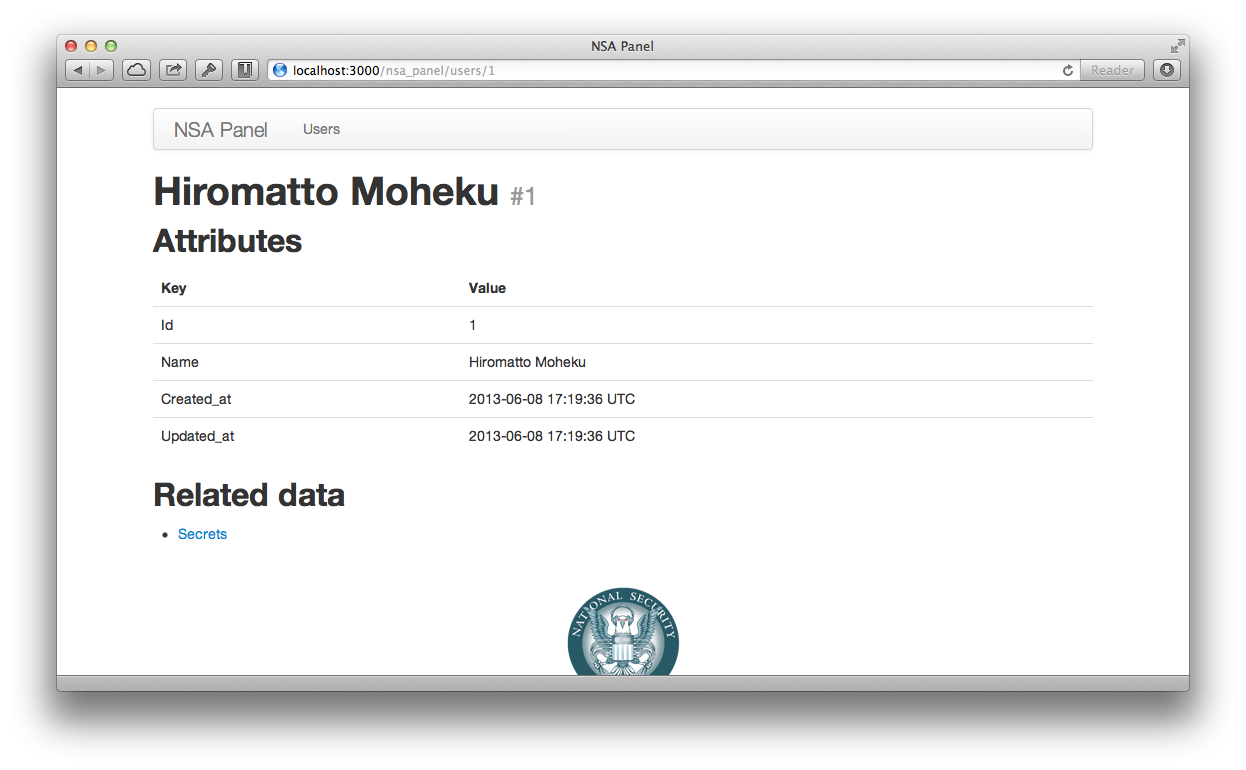 NSA Panel
localhost:3000/nsa_panel/users/1
Reader
NSA Panel Users
Hiromatto Moheku #1
Attributes
Key Value
Id 1
Name Hiromatto Moheku
Created_at 2013-06-08 17:19:36 UTC
Updated_at 2013-06-08 17:19:36 UTC
Related data
• Secrets
NATIONAL SECURITY